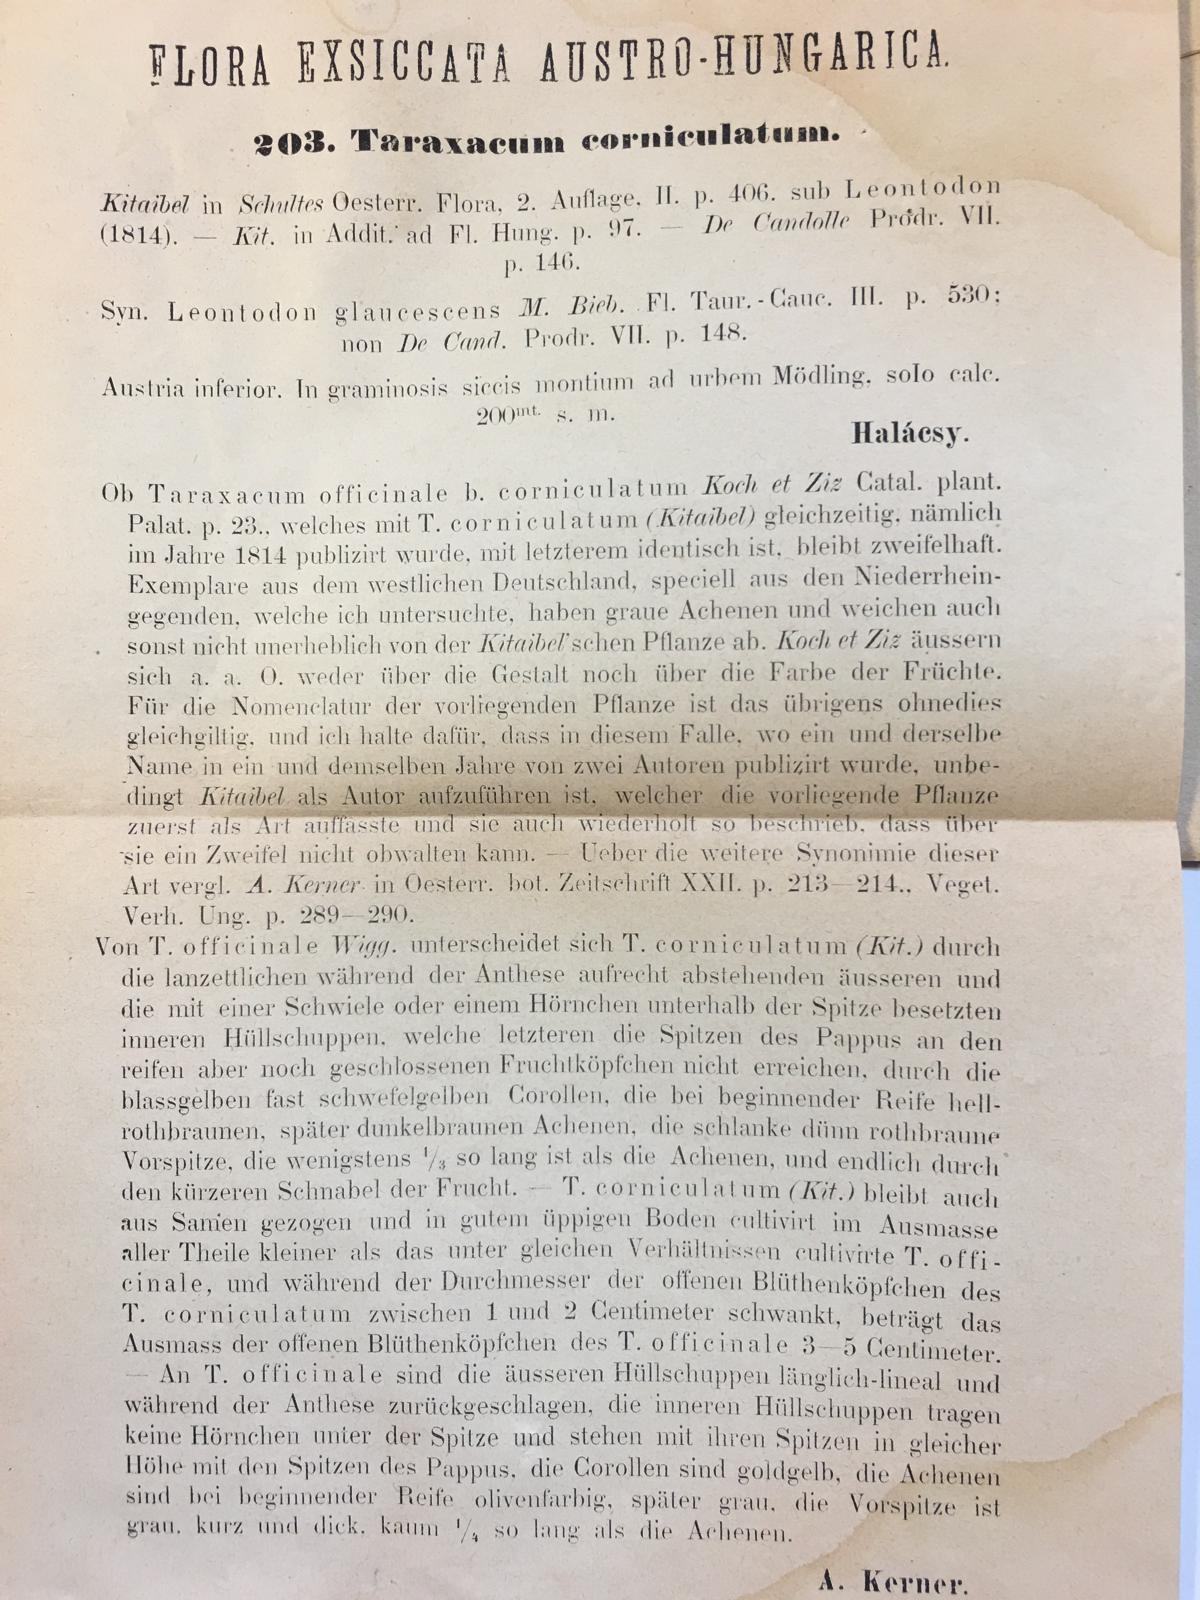 FLORA EXSICCATA AUSTRO-HUNGARICA.
203. Taraxacum corniculatum.
Kitaibel in Schultes Oesterr. Flora, 2. Auflage, II. p. 406. sub Leontodon
(1814). — Kit. in Addit. ad Fl. Hung. p. 97. — De Candolle Prodr. VII.
p. 146.
Syn. Leontodon glaucescens M. Bieb. Fl. Taur.-Cauc. III. p. 530;
non De Cand. Prodr. VII. p. 148.
Austria inferior. In graminosis siccis montium ad urbem Mödling, solo calc.
200mt. s. m.
Halácsy.
Ob Taraxacum officinale b. corniculatum Koch et Ziz Catal. plant.
Palat. p. 23., welches mit T. corniculatum (Kitaibel) gleichzeitig, nämlich
im Jahre 1814 publizirt wurde, mit letzterem identisch ist, bleibt zweifelhaft.
Exemplare aus dem westlichen Deutschland, speciell aus den Niederrhein-
gegenden, welche ich untersuchte, haben graue Achenen und weichen auch
sonst nicht unerheblich von der Kitaibel'schen Pflanze ab. Koch et Ziz äussern
sich a. a. O. weder über die Gestalt noch über die Farbe der Früchte.
Für die Nomenclatur der vorliegenden Pflanze ist das übrigens ohnedies
gleichgiltig, und ich halte dafür, dass in diesem Falle, wo ein und derselbe
Name in ein und demselben Jahre von zwei Autoren publizirt wurde, unbe-
dingt Kitaibel als Autor aufzuführen ist, welcher die vorliegende Pflanze
zuerst als Art auffasste und sie auch wiederholt so beschrieb, dass über
sie ein Zweifel nicht obwalten kann. — Ueber die weitere Synonimie dieser
Art vergl. A. Kerner in Oesterr. bot. Zeitschrift XXII. p. 213—214., Veget.
Verh. Ung. p. 289—290.
Von T. officinale Wigg. unterscheidet sich T. corniculatum (Kit.) durch
die lanzettlichen während der Anthese aufrecht abstehenden äusseren und
die mit einer Schwiele oder einem Hörnchen unterhalb der Spitze besetzten
inneren Hüllschuppen, welche letzteren die Spitzen des Pappus an den
reifen aber noch geschlossenen Fruchtköpfchen nicht erreichen, durch die
blassgelben fast schwefelgelben Corollen, die bei beginnender Reife hell-
rothbraunen, später dunkelbraunen Achenen, die schlanke dünn rothbraune
Vorspitze, die wenigstens 1/3 so lang ist als die Achenen, und endlich durch
den kürzeren Schnabel der Frucht. — T. corniculatum (Kit.) bleibt auch
aus Samen gezogen und in gutem üppigen Boden cultivirt im Ausmasse
aller Theile kleiner als das unter gleichen Verhältnissen cultivirte T. offi-
cinale, und während der Durchmesser der offenen Blüthenköpfchen des
T. corniculatum zwischen 1 und 2 Centimeter schwankt, beträgt das
Ausmass der offenen Blüthenköpfchen des T. officinale 3—5 Centimeter.
— An T. officinale sind die äusseren Hüllschuppen länglich-lineal und
während der Anthese zurückgeschlagen, die inneren Hüllschuppen tragen
keine Hörnchen unter der Spitze und stehen mit ihren Spitzen in gleicher
Höhe mit den Spitzen des Pappus, die Corollen sind goldgelb, die Achenen
sind bei beginnender Reife olivenfarbig, später grau, die Vorspitze ist
grau, kurz und dick, kaum 1/4 so lang als die Achenen.
A. Kerner.